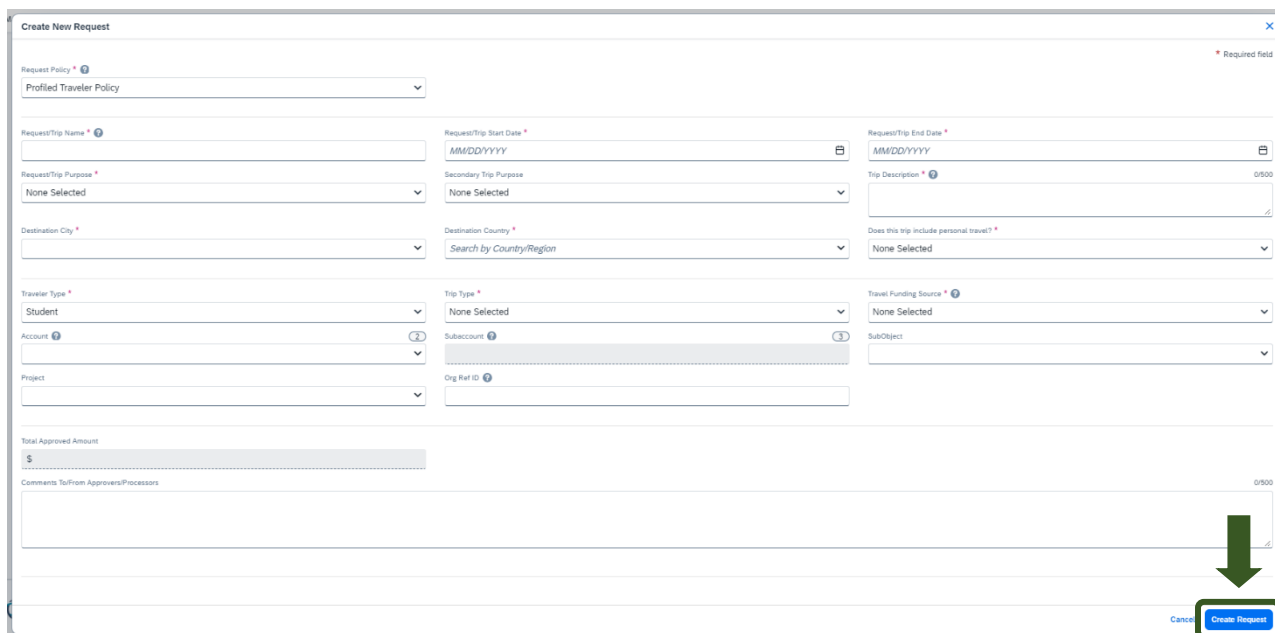 Create New Request
* Required field
Request Policy *
Profiled Traveler Policy
Request/Trip Name *
Request/Trip Start Date *
Request/Trip End Date *
MM/DD/YYYY
MM/DD/YYYY
Request/Trip Purpose *
Secondary Trip Purpose
Trip Description *
0/500
None Selected
None Selected
Destination City *
Destination Country *
Does this trip include personal travel? *
Search by Country/Region
None Selected
Traveler Type *
Trip Type *
Travel Funding Source *
Student
None Selected
None Selected
Account
2
Subaccount
3
SubObject
Project
Org Ref ID
Total Approved Amount
$
Comments To/From Approvers/Processors
0/500
Cancel
Create Request